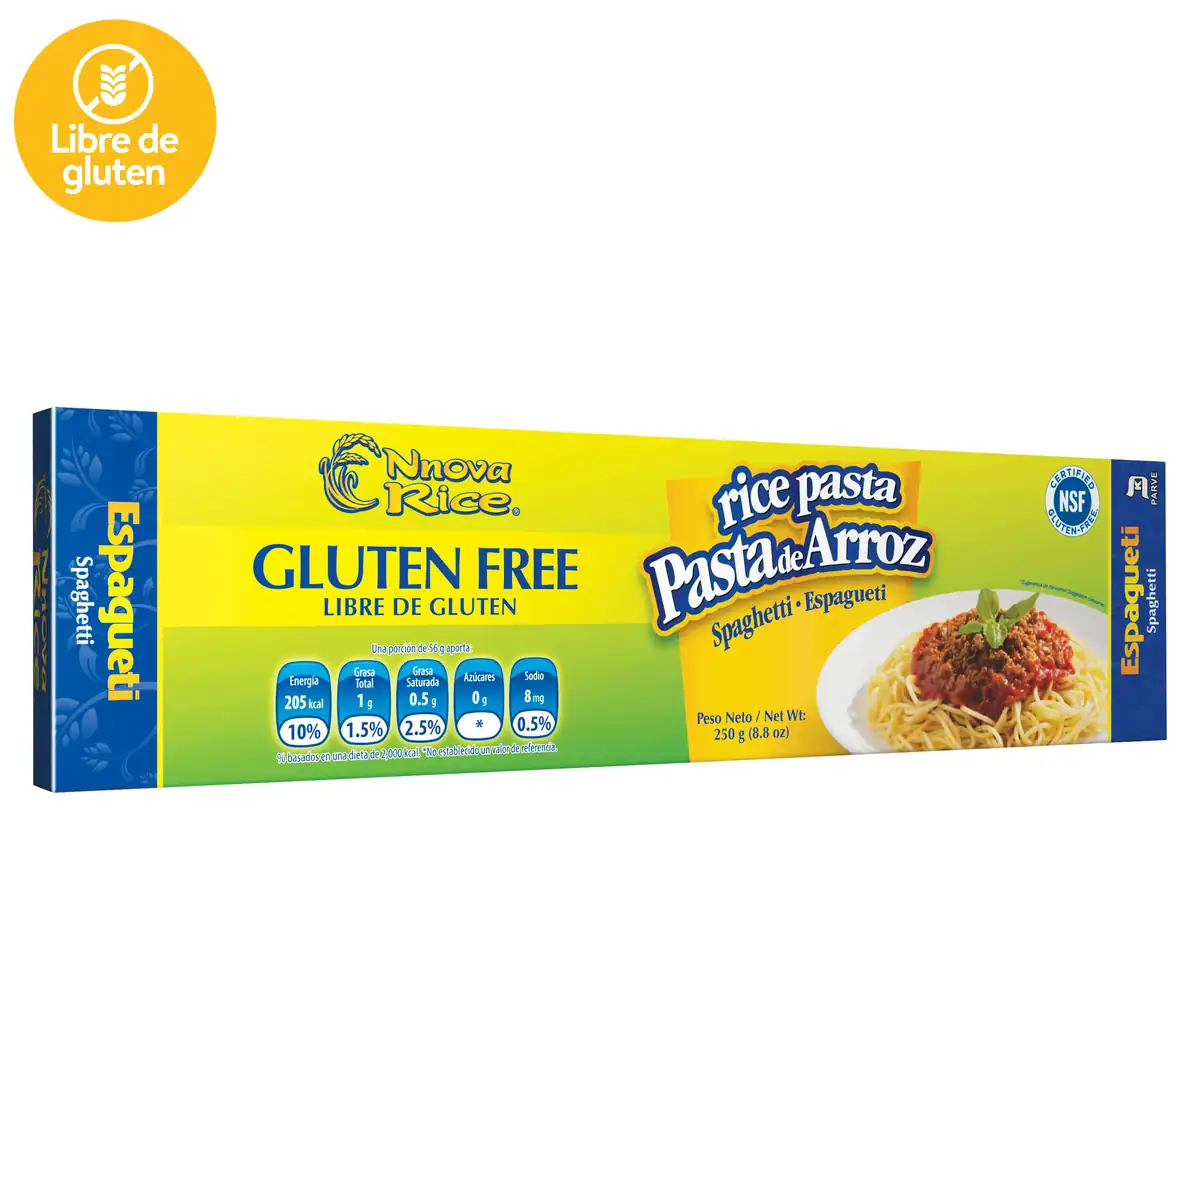 Libre de
gluten
Espagueti
Spaghetti
Nnova
Rice®
GLUTEN FREE
LIBRE DE GLUTEN
Una porción de 56 g aporta:
Energía
205 kcal
10%
Grasa
Total
1 g
1.5%
Grasa
Saturada
0.5 g
2.5%
Azúcares
0 g
*
Sodio
8 mg
0.5%
% basados en una dieta de 2,000 kcal. *No establecido un valor de referencia.
rice pasta
Pasta de Arroz
Spaghetti • Espagueti
Peso Neto / Net Wt:
250 g (8.8 oz)
CERTIFIED
NSF
GLUTEN-FREE
K
PARVE
Espagueti
Spaghetti
Nnova
Rice